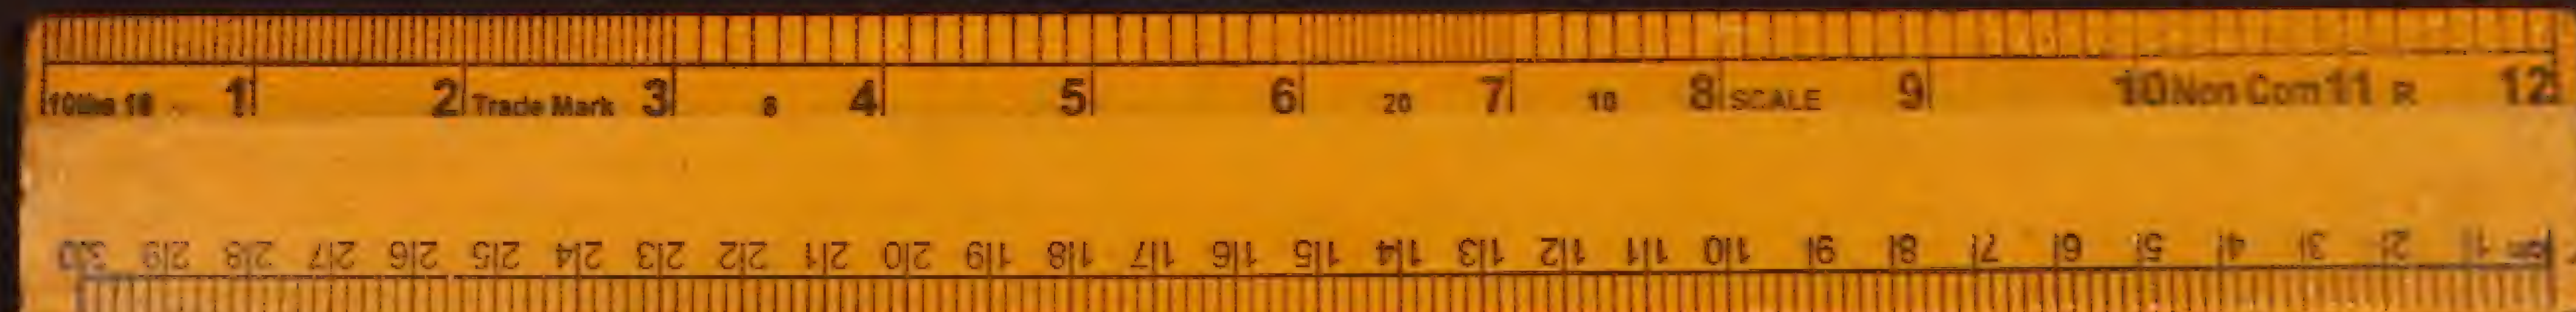 10ths 16 1 2 Trade Mark 3 8 4 5 6 20 7 10 8 SCALE 9 10 Non Com 11 R 12
30 29 28 27 26 25 24 23 22 21 20 19 18 17 16 15 14 13 12 11 10 9 8 7 6 5 4 3 2 1 cm